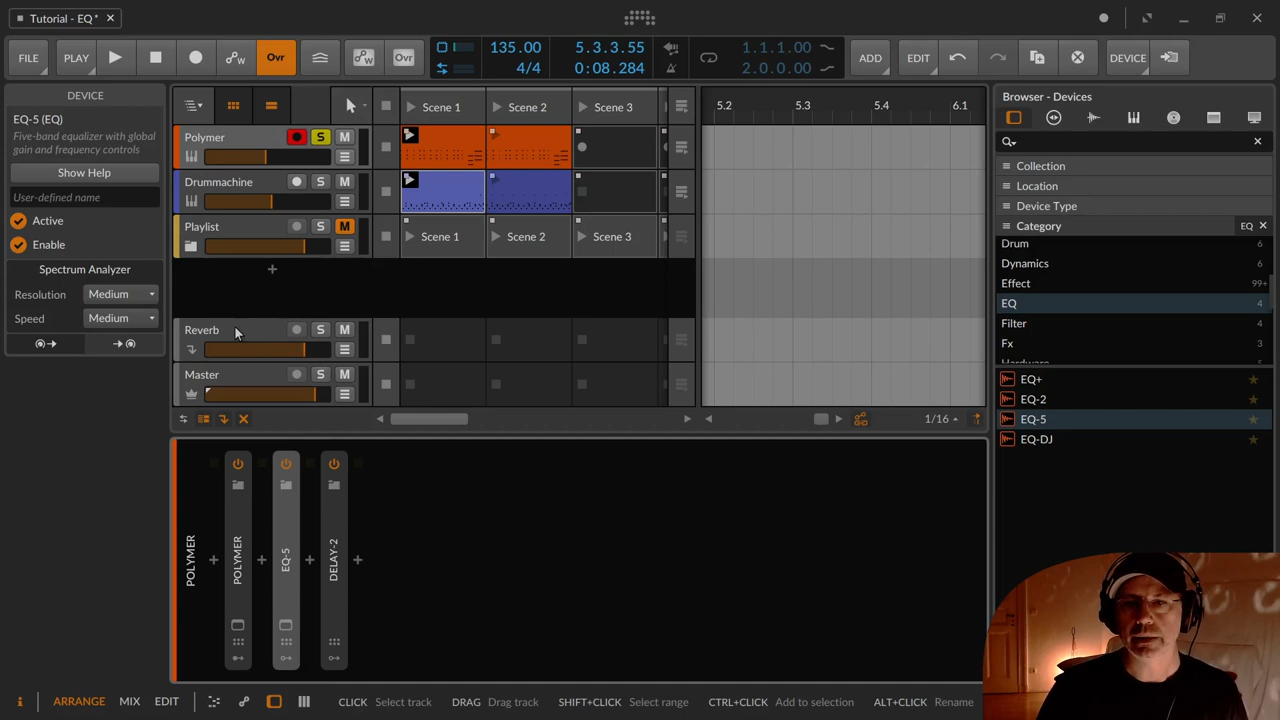 Tutorial - EQ*
FILE
PLAY
Ovr
Ovr
135.00
4/4
5.3.3.55
0:08.284
1.1.1.00
2.0.0.00
ADD
EDIT
DEVICE
DEVICE
EQ-5 (EQ)
Five-band equalizer with global
gain and frequency controls
Show Help
User-defined name
Active
Enable
Spectrum Analyzer
Resolution
Medium
Speed
Medium
Scene 1
Scene 2
Scene 3
5.2
5.3
5.4
6.1
Polymer
S
M
Drummachine
S
M
Playlist
S
M
Scene 1
Scene 2
Scene 3
Reverb
S
M
Master
S
M
1/16
Browser - Devices
Collection
Location
Device Type
Category
EQ
Drum
6
Dynamics
6
Effect
99+
EQ
4
Filter
4
Fx
3
EQ+
EQ-2
EQ-5
EQ-DJ
POLYMER
POLYMER
EQ-5
DELAY-2
i
ARRANGE
MIX
EDIT
CLICK
Select track
DRAG
Drag track
SHIFT+CLICK
Select range
CTRL+CLICK
Add to selection
ALT+CLICK
Rename